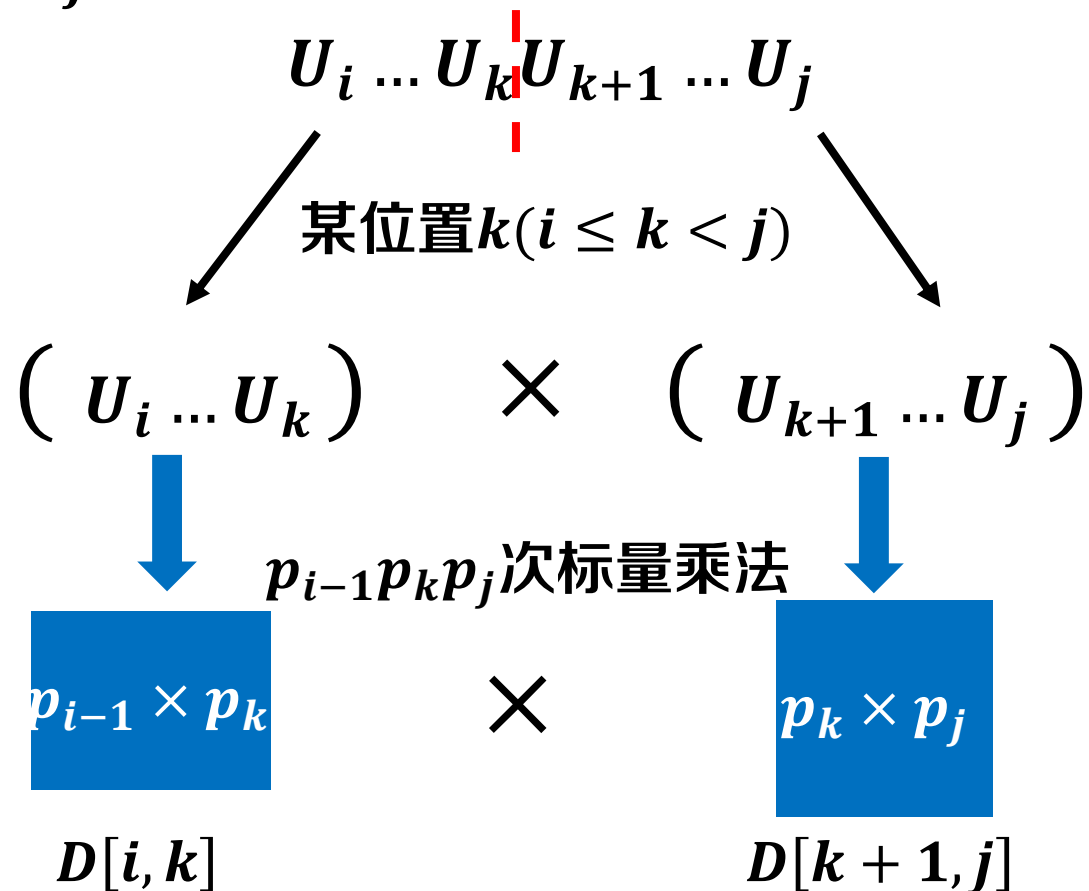 U_i … U_k U_{k+1} … U_j
某位置k(i ≤ k < j)
( U_i … U_k ) × ( U_{k+1} … U_j )
p_{i−1}p_kp_j次标量乘法
p_{i−1} × p_k × p_k × p_j
D[i, k] D[k + 1, j]